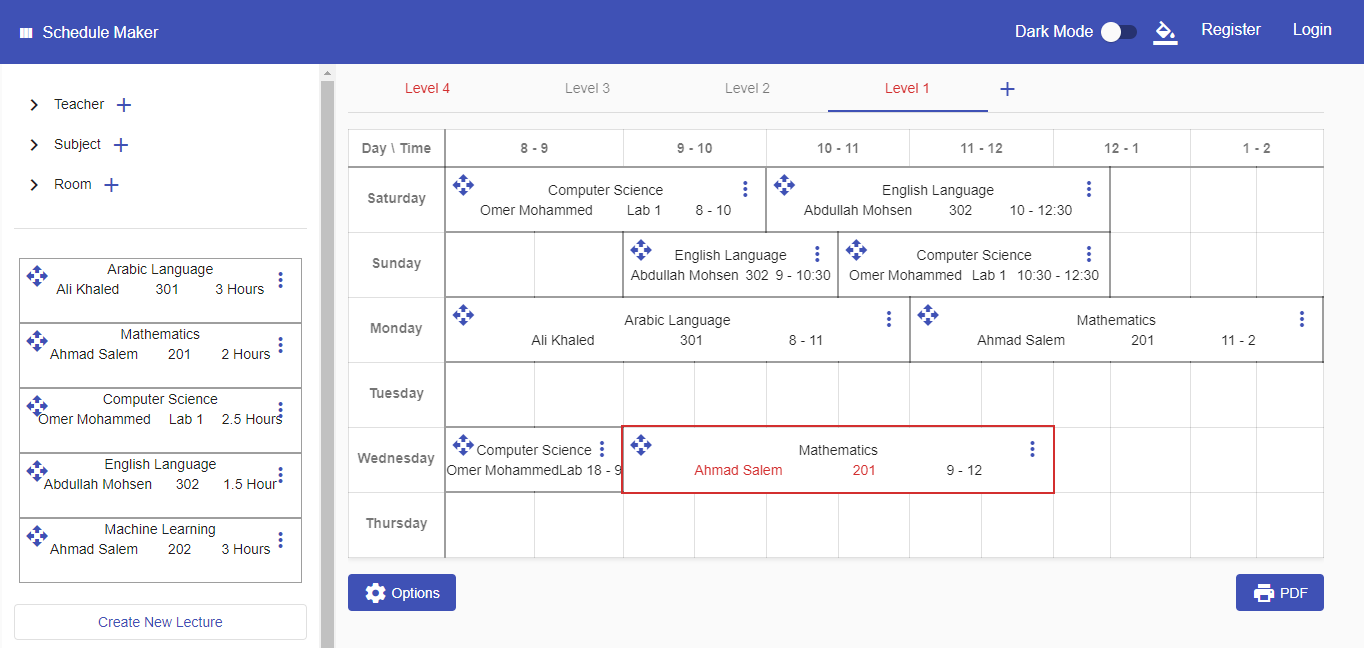 Schedule Maker
Dark Mode
Register
Login
Teacher
Subject
Room
Arabic Language
Ali Khaled 301 3 Hours
Mathematics
Ahmad Salem 201 2 Hours
Computer Science
Omer Mohammed Lab 1 2.5 Hours
English Language
Abdullah Mohsen 302 1.5 Hour
Machine Learning
Ahmad Salem 202 3 Hours
Create New Lecture
Level 4 Level 3 Level 2 Level 1
Day \ Time 8 - 9 9 - 10 10 - 11 11 - 12 12 - 1 1 - 2
Saturday
Computer Science
Omer Mohammed Lab 1 8 - 10
English Language
Abdullah Mohsen 302 10 - 12:30
Sunday
English Language
Abdullah Mohsen 302 9 - 10:30
Computer Science
Omer Mohammed Lab 1 10:30 - 12:30
Monday
Arabic Language
Ali Khaled 301 8 - 11
Mathematics
Ahmad Salem 201 11 - 2
Tuesday
Wednesday
Computer Science
Omer MohammedLab 18 - 9
Mathematics
Ahmad Salem 201 9 - 12
Thursday
Options
PDF